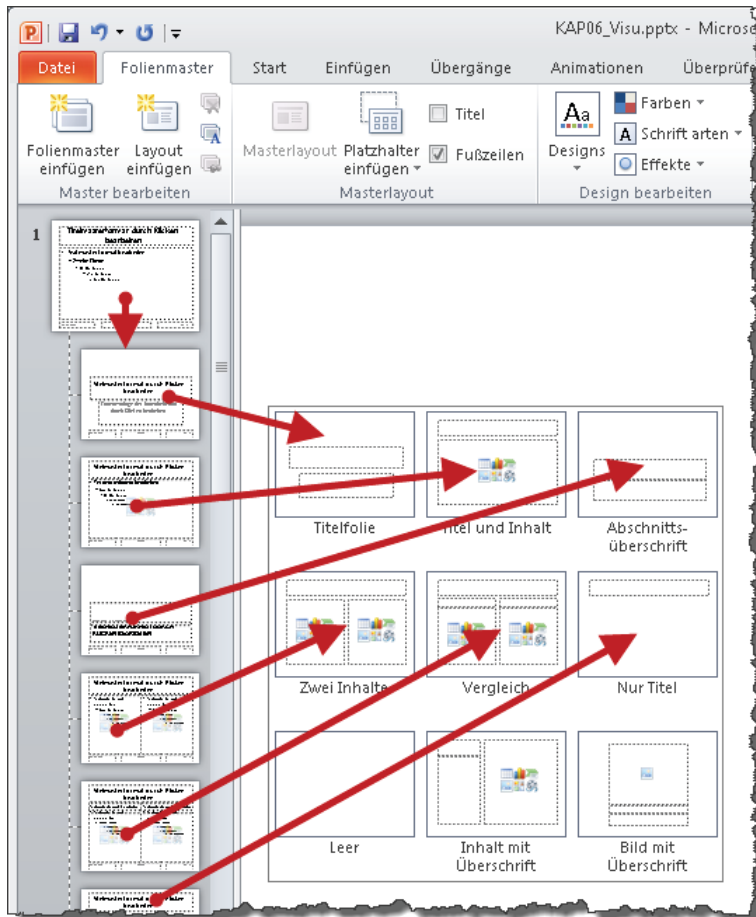 KAP06_Visu.pptx - Microso
Datei Folienmaster Start Einfügen Übergänge Animationen Überprüfe
Folienmaster einfügen
Layout einfügen
Master bearbeiten
Masterlayout
Platzhalter einfügen
Titel
Fußzeilen
Masterlayout
Aa
Designs
Farben
A Schriftarten
Effekte
Design bearbeiten
1
Titelfolie
Titel und Inhalt
Abschnitts-
überschrift
Zwei Inhalte
Vergleich
Nur Titel
Leer
Inhalt mit
Überschrift
Bild mit
Überschrift